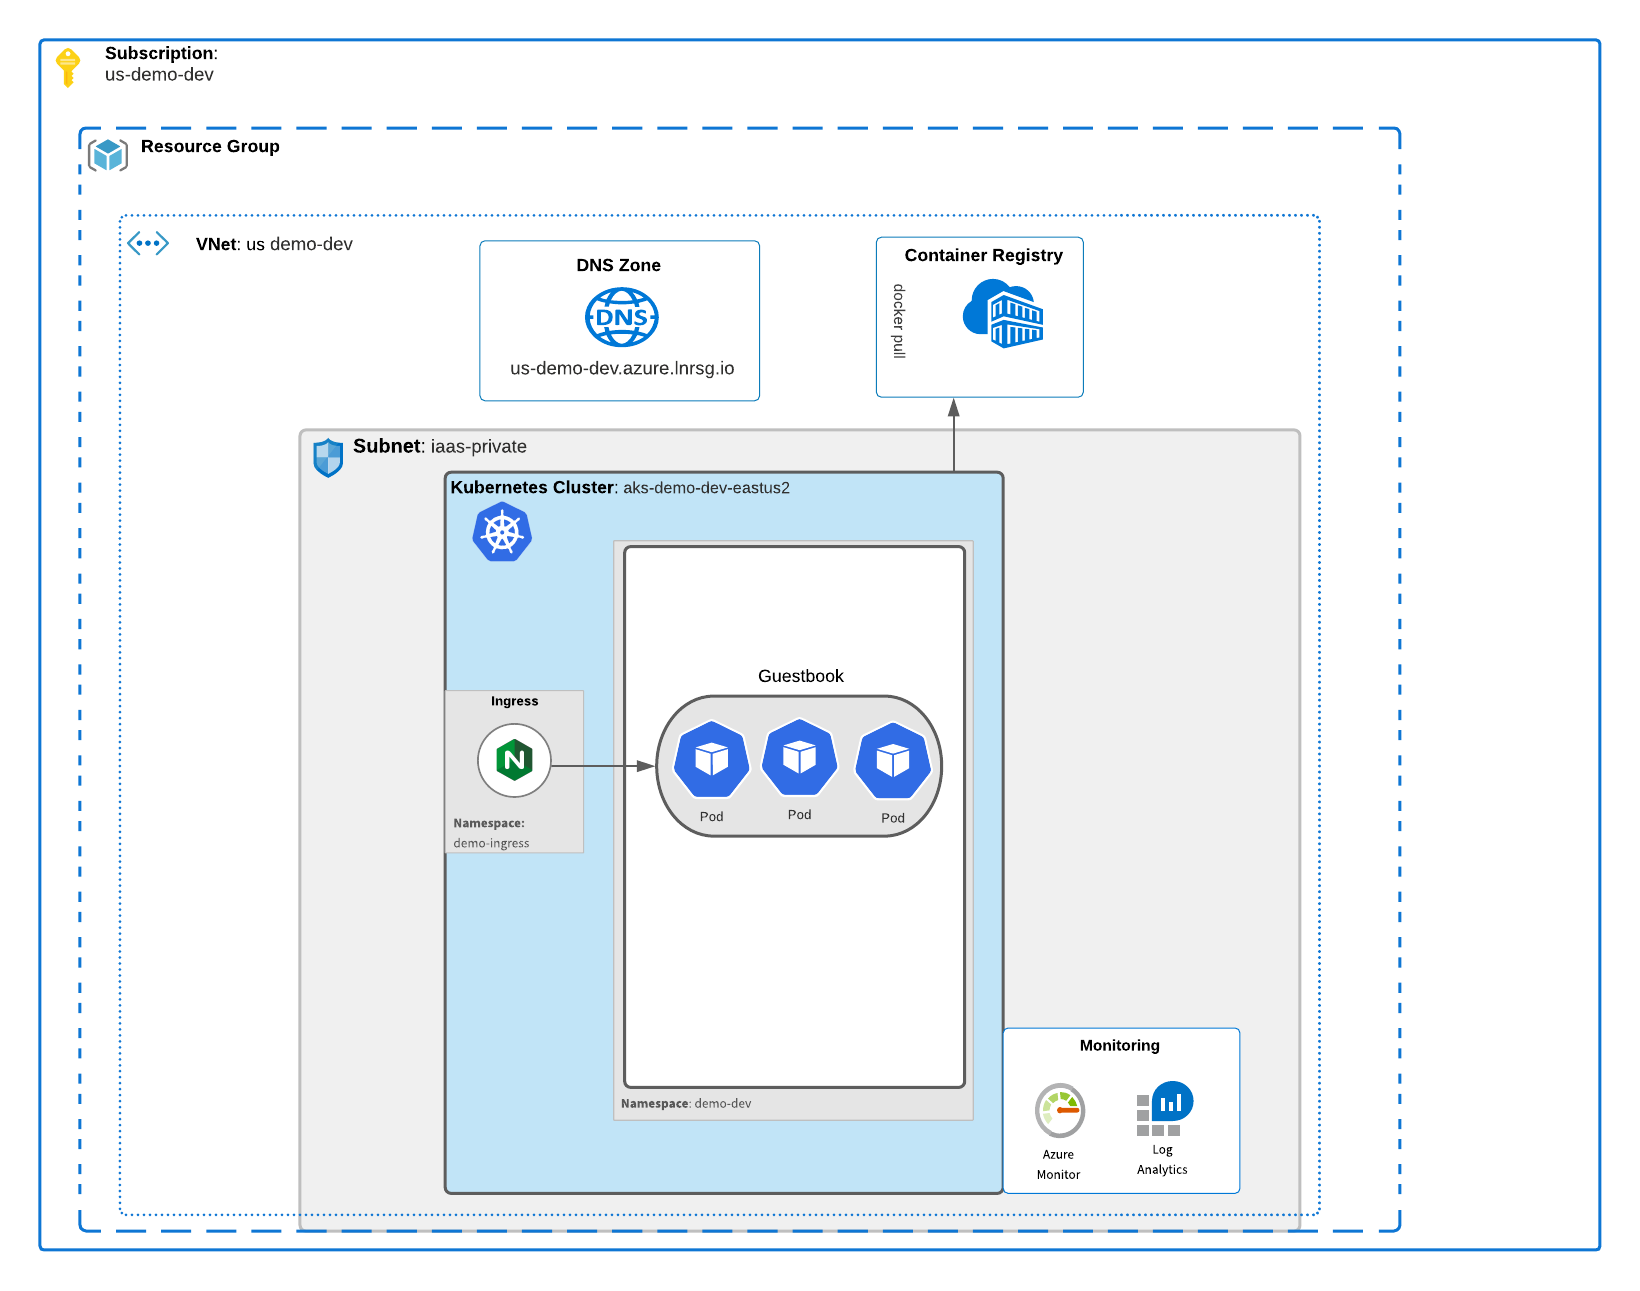 Subscription:
us-demo-dev
Resource Group
VNet: us demo-dev
DNS Zone
DNS
us-demo-dev.azure.lnrsg.io
Container Registry
docker pull
Subnet: iaas-private
Kubernetes Cluster: aks-demo-dev-eastus2
Ingress
N
Namespace:
demo-ingress
Guestbook
Pod
Pod
Pod
Namespace: demo-dev
Monitoring
Azure
Monitor
Log
Analytics